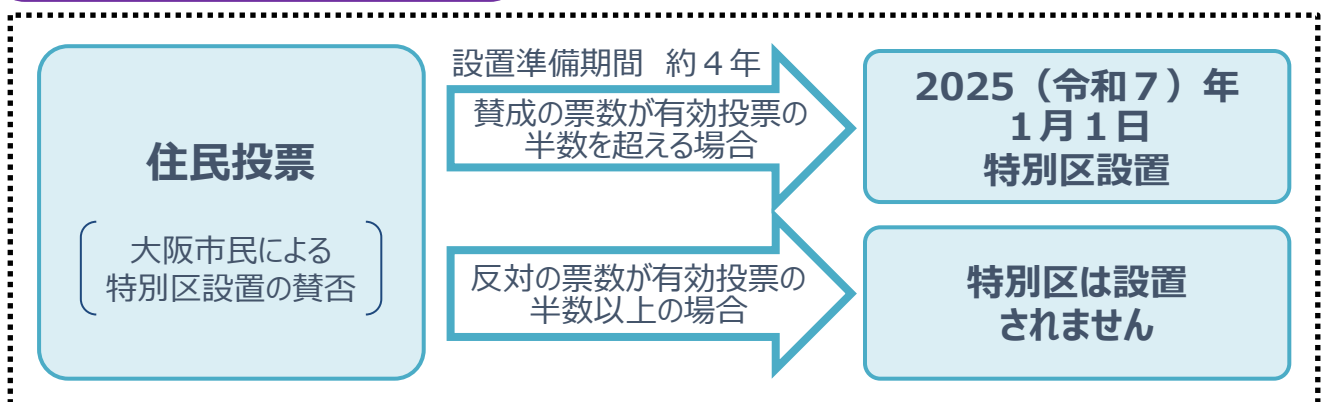 住民投票
大阪市民による
特別区設置の賛否
設置準備期間 約４年
賛成の票数が有効投票の
半数を超える場合
2025（令和７）年
１月１日
特別区設置
反対の票数が有効投票の
半数以上の場合
特別区は設置
されません